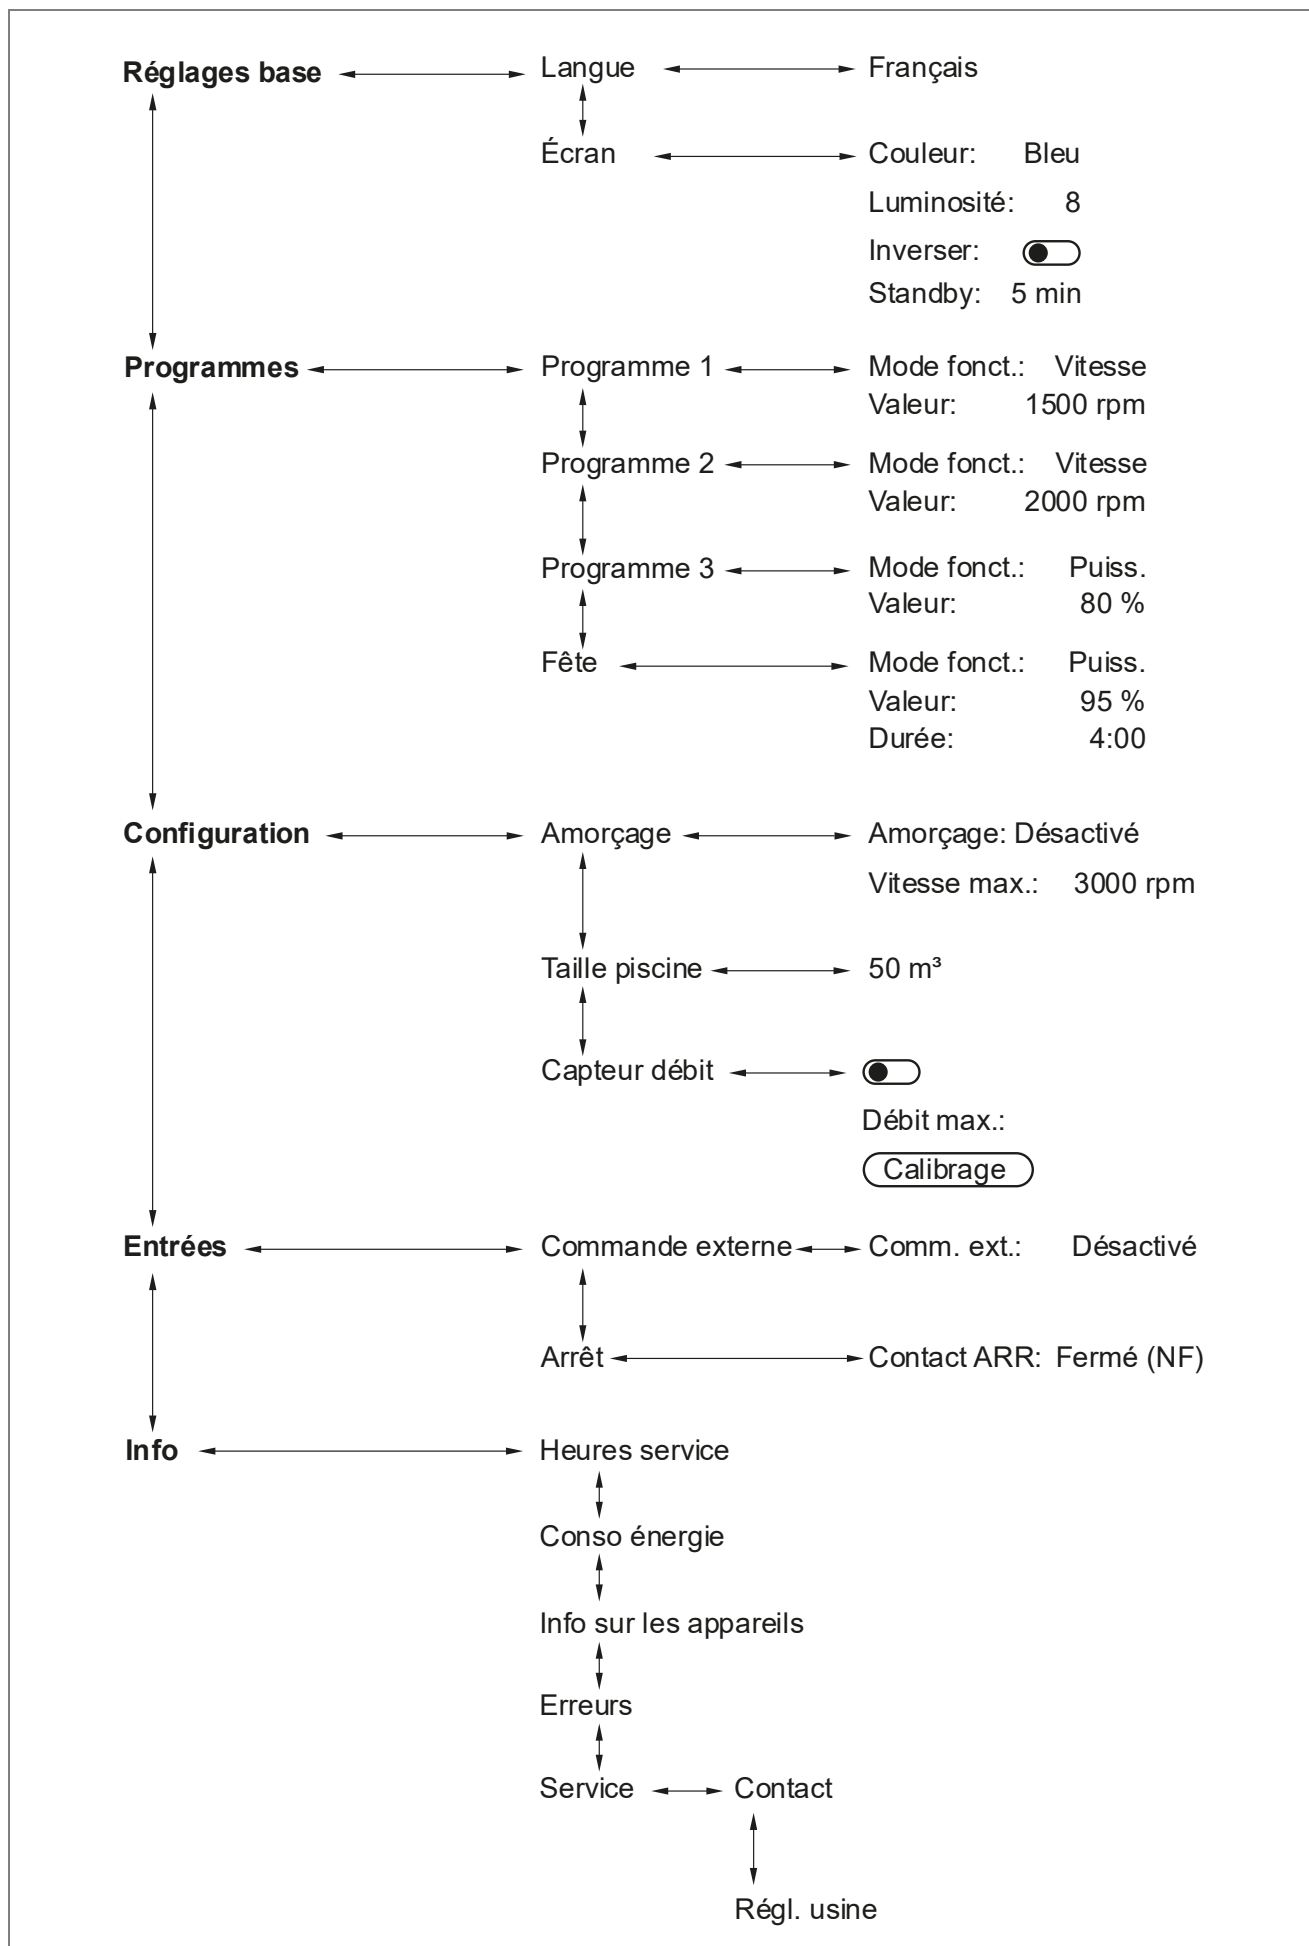 Réglages base Langue Français
Écran Couleur: Bleu
Luminosité: 8
Inverser:
Standby: 5 min
Programmes Programme 1 Mode fonct.: Vitesse
Valeur: 1500 rpm
Programme 2 Mode fonct.: Vitesse
Valeur: 2000 rpm
Programme 3 Mode fonct.: Puiss.
Valeur: 80 %
Fête Mode fonct.: Puiss.
Valeur: 95 %
Durée: 4:00
Configuration Amorçage Amorçage: Désactivé
Vitesse max.: 3000 rpm
Taille piscine 50 m³
Capteur débit
Débit max.:
Calibrage
Entrées Commande externe Comm. ext.: Désactivé
Arrêt Contact ARR: Fermé (NF)
Info Heures service
Conso énergie
Info sur les appareils
Erreurs
Service Contact
Régl. usine